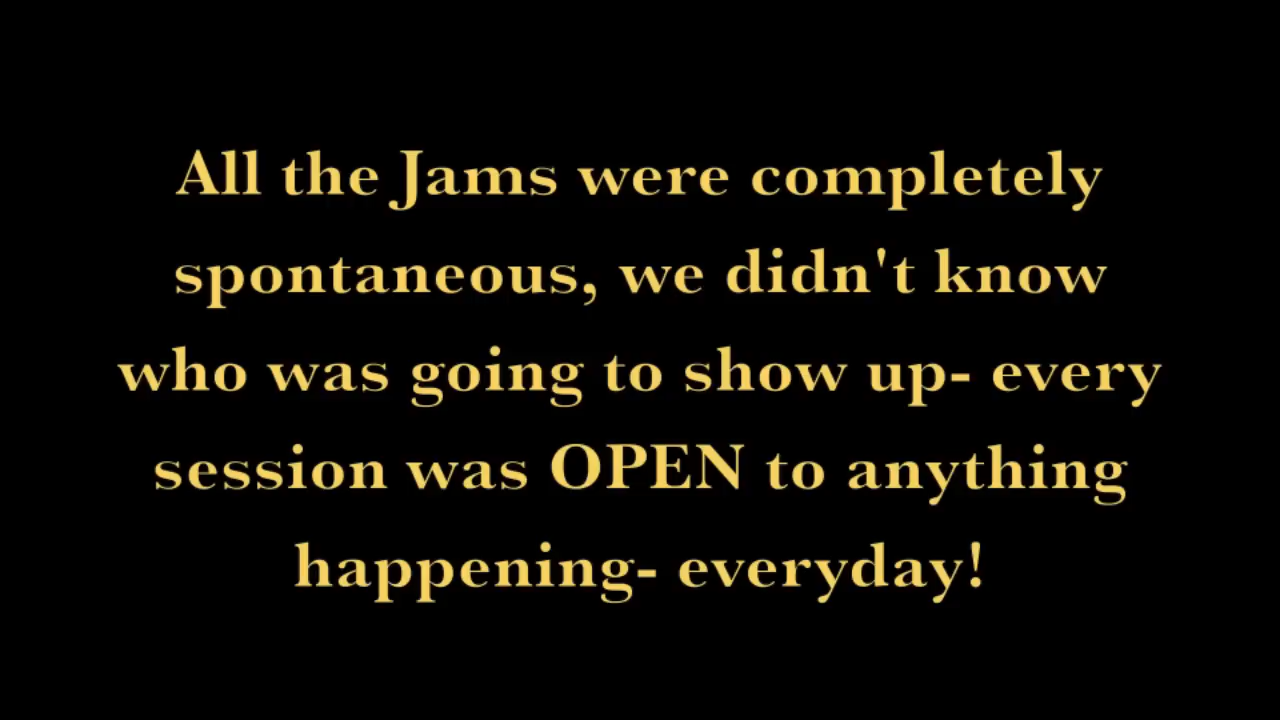 All the Jams were completely
spontaneous, we didn't know
who was going to show up- every
session was OPEN to anything
happening- everyday!